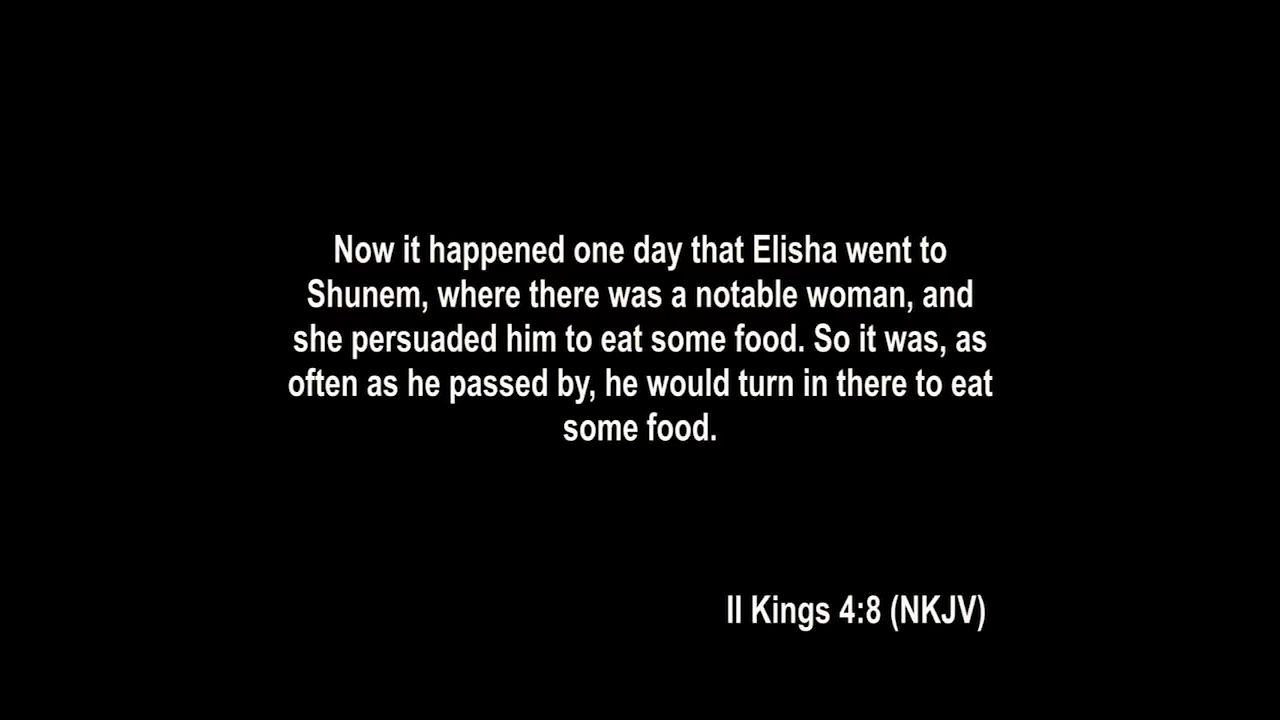 Now it happened one day that Elisha went to
Shunem, where there was a notable woman, and
she persuaded him to eat some food. So it was, as
often as he passed by, he would turn in there to eat
some food.
II Kings 4:8 (NKJV)